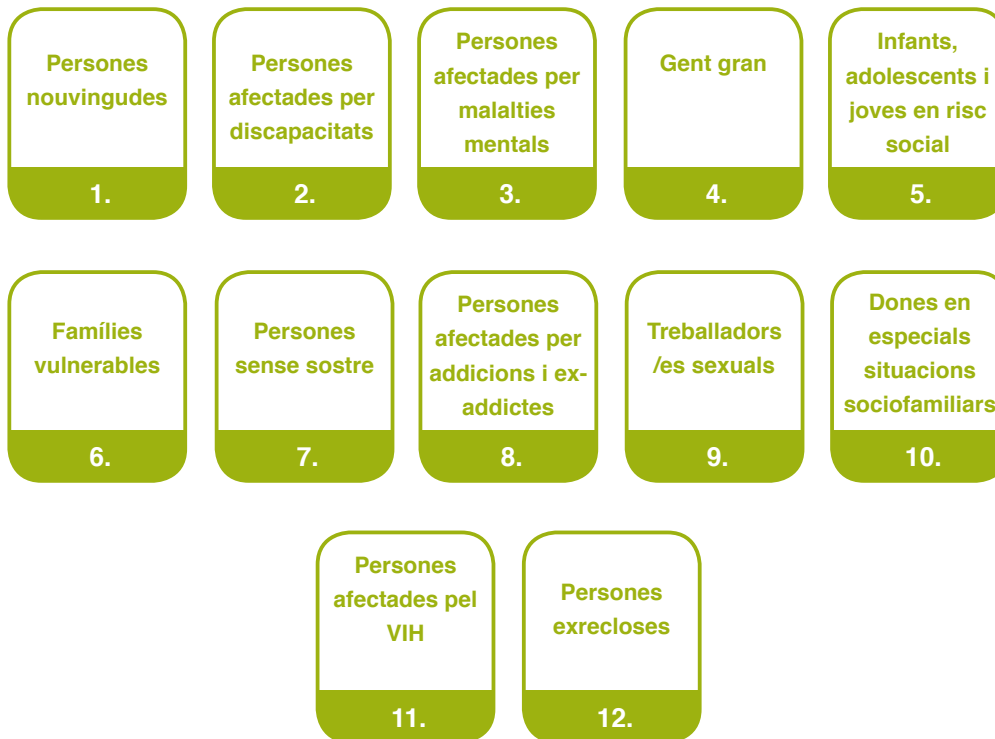 Persones
nouvingudes
1.
Persones
afectades per
discapacitats
2.
Persones
afectades per
malalties
mentals
3.
Gent gran
4.
Infants,
adolescents i
joves en risc
social
5.
Famílies
vulnerables
6.
Persones
sense sostre
7.
Persones
afectades per
addicions i ex-
addictes
8.
Treballadors
/es sexuals
9.
Dones en
especials
situacions
sociofamiliars
10.
Persones
afectades pel
VIH
11.
Persones
exrecloses
12.